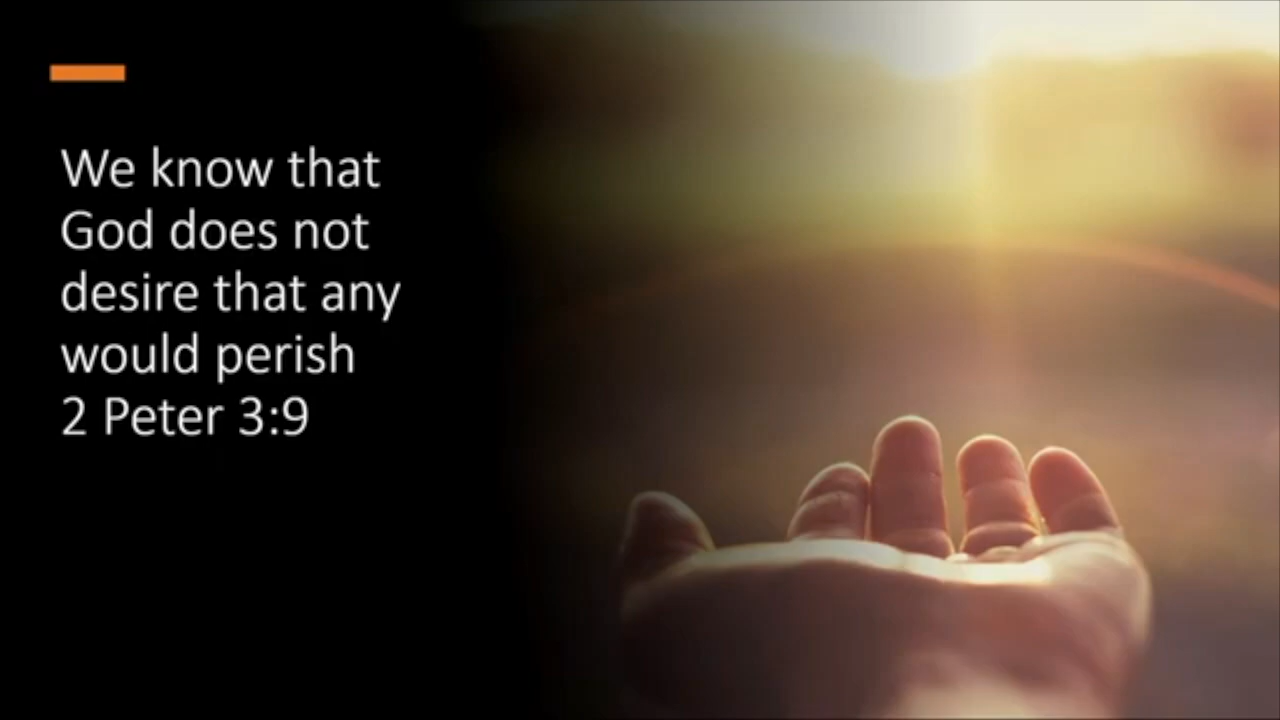 We know that
God does not
desire that any
would perish
2 Peter 3:9